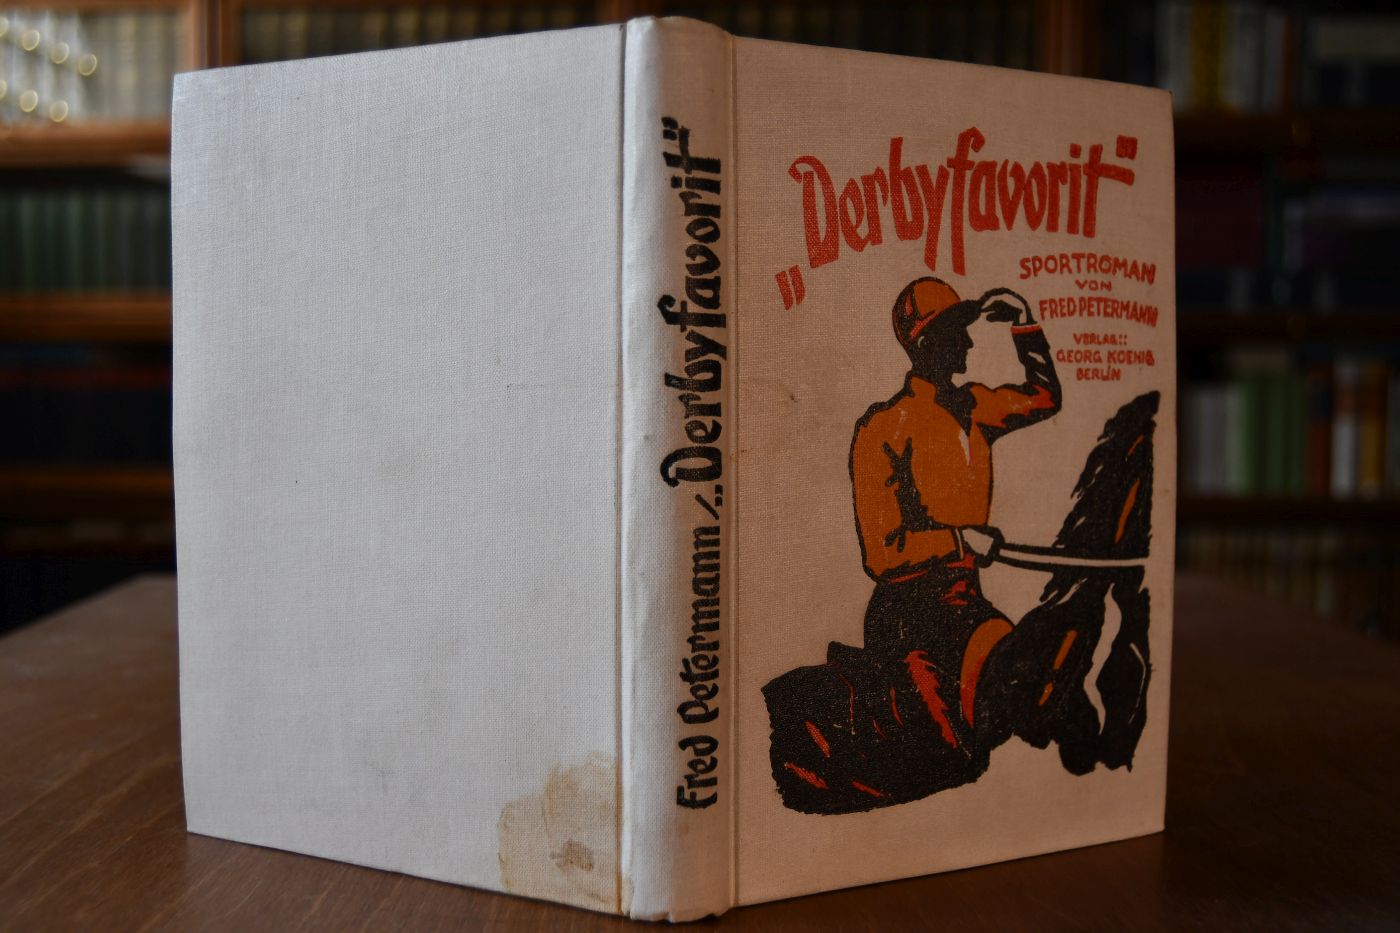 Fred Petermann / „Derbyfavorit"
„Derbyfavorit"
SPORTROMAN
VON
FRED PETERMANN
VERLAG::
GEORG KOENIG
BERLIN